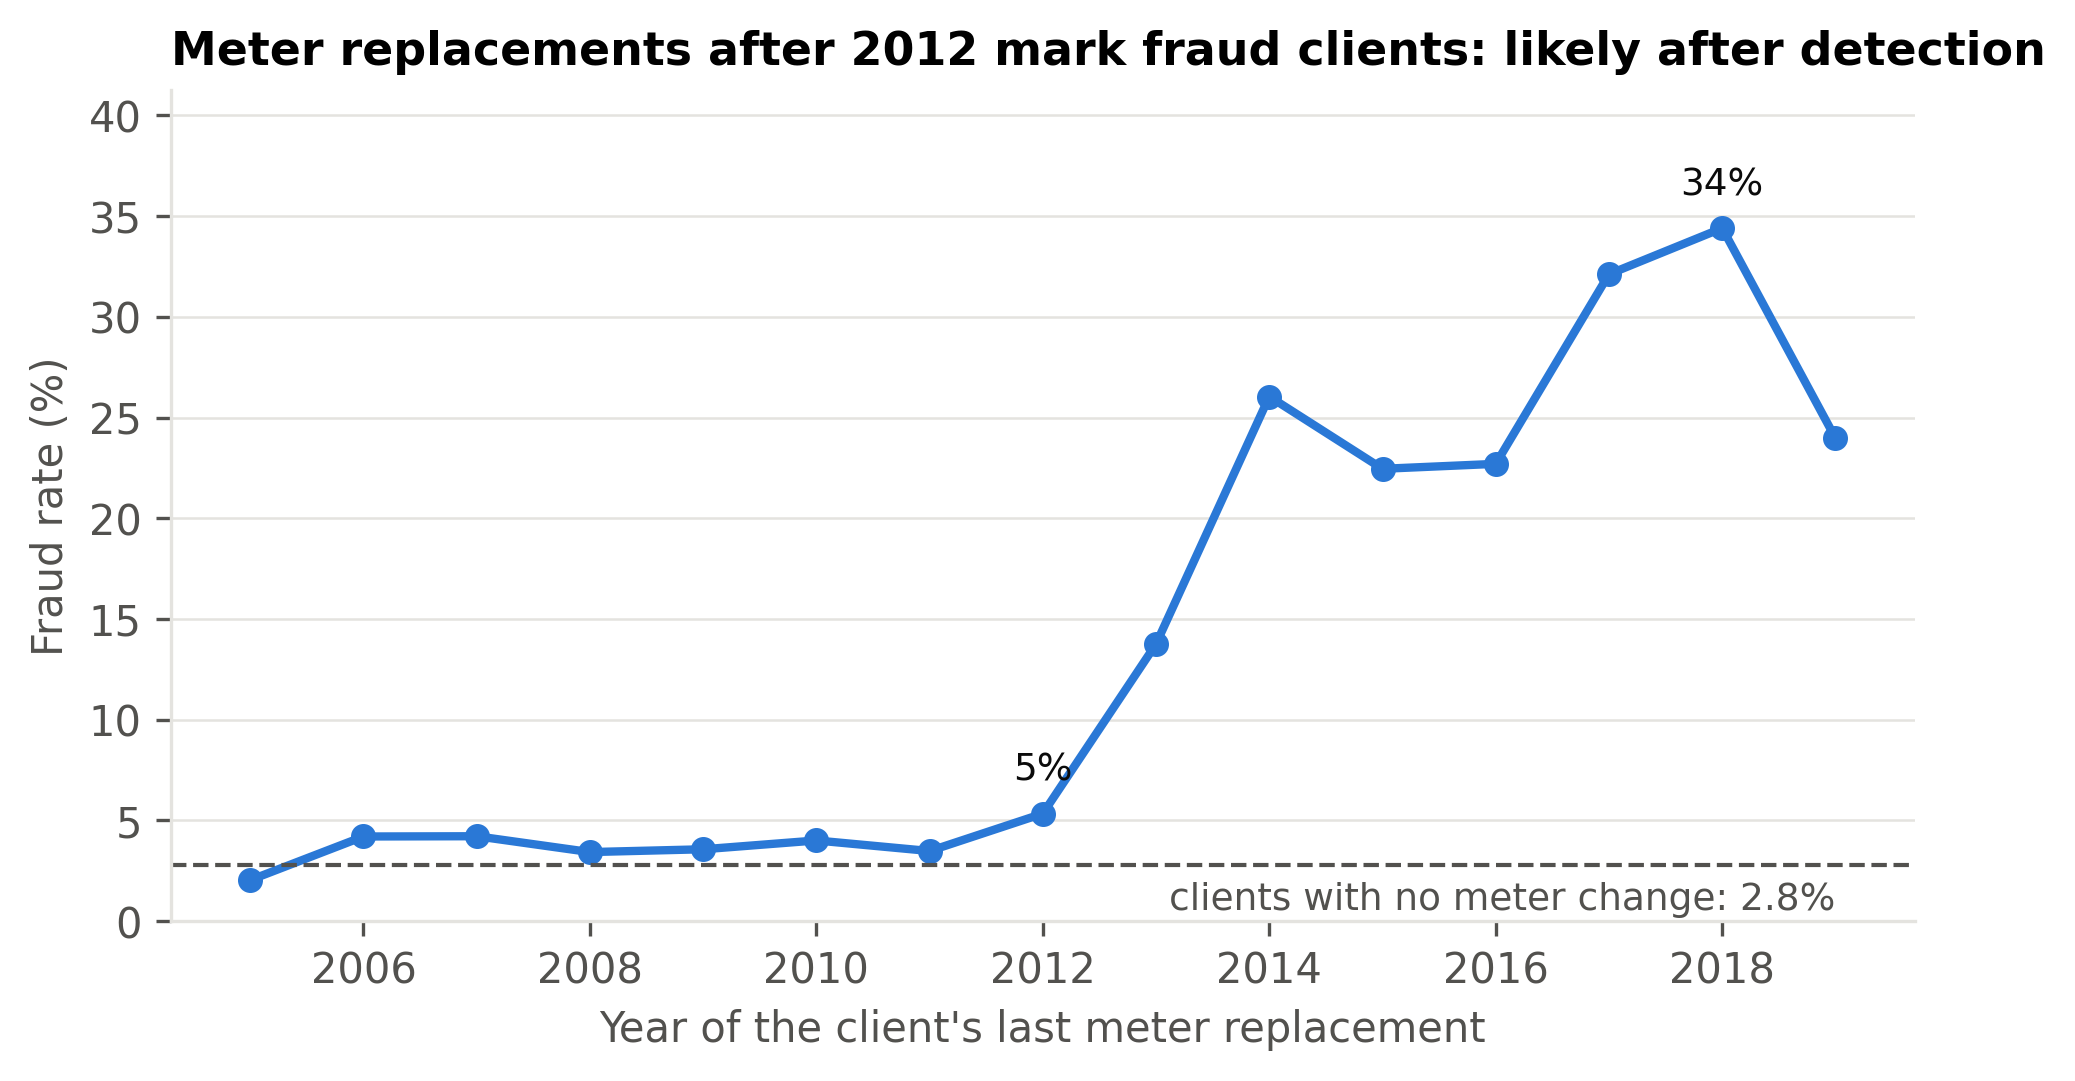 Meter replacements after 2012 mark fraud clients: likely after detection
40
35
30
25
20
15
10
5
0
Fraud rate (%)
34%
5%
clients with no meter change: 2.8%
2006 2008 2010 2012 2014 2016 2018
Year of the client's last meter replacement